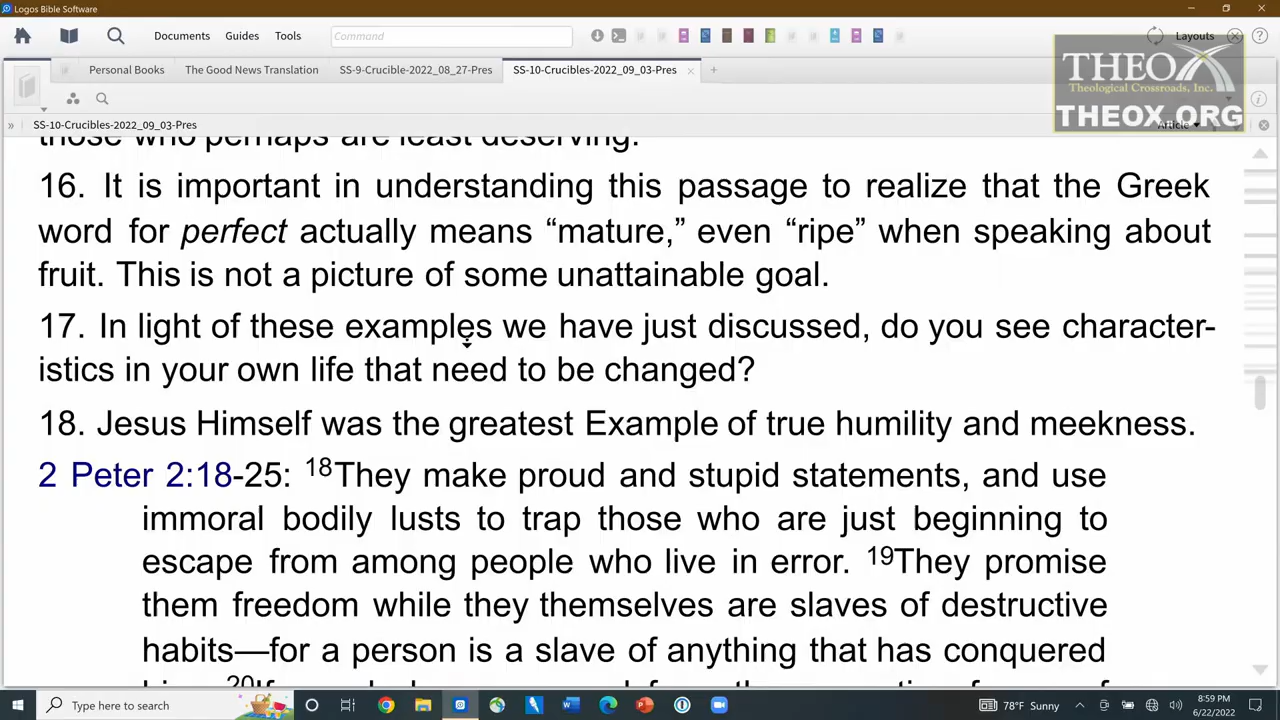 Logos Bible Software
Documents Guides Tools Command Layouts
THEOX
Theological Crossroads, Inc.
THEOX.ORG
Personal Books The Good News Translation SS-9-Crucible-2022_08_27-Pres SS-10-Crucibles-2022_09_03-Pres
SS-10-Crucibles-2022_09_03-Pres Article
those who perhaps are least deserving.
16. It is important in understanding this passage to realize that the Greek
word for perfect actually means “mature,” even “ripe” when speaking about
fruit. This is not a picture of some unattainable goal.
17. In light of these examples we have just discussed, do you see character-
istics in your own life that need to be changed?
18. Jesus Himself was the greatest Example of true humility and meekness.
2 Peter 2:18-25: 18They make proud and stupid statements, and use
immoral bodily lusts to trap those who are just beginning to
escape from among people who live in error. 19They promise
them freedom while they themselves are slaves of destructive
habits—for a person is a slave of anything that has conquered
Type here to search 78°F Sunny 8:59 PM
6/22/2022